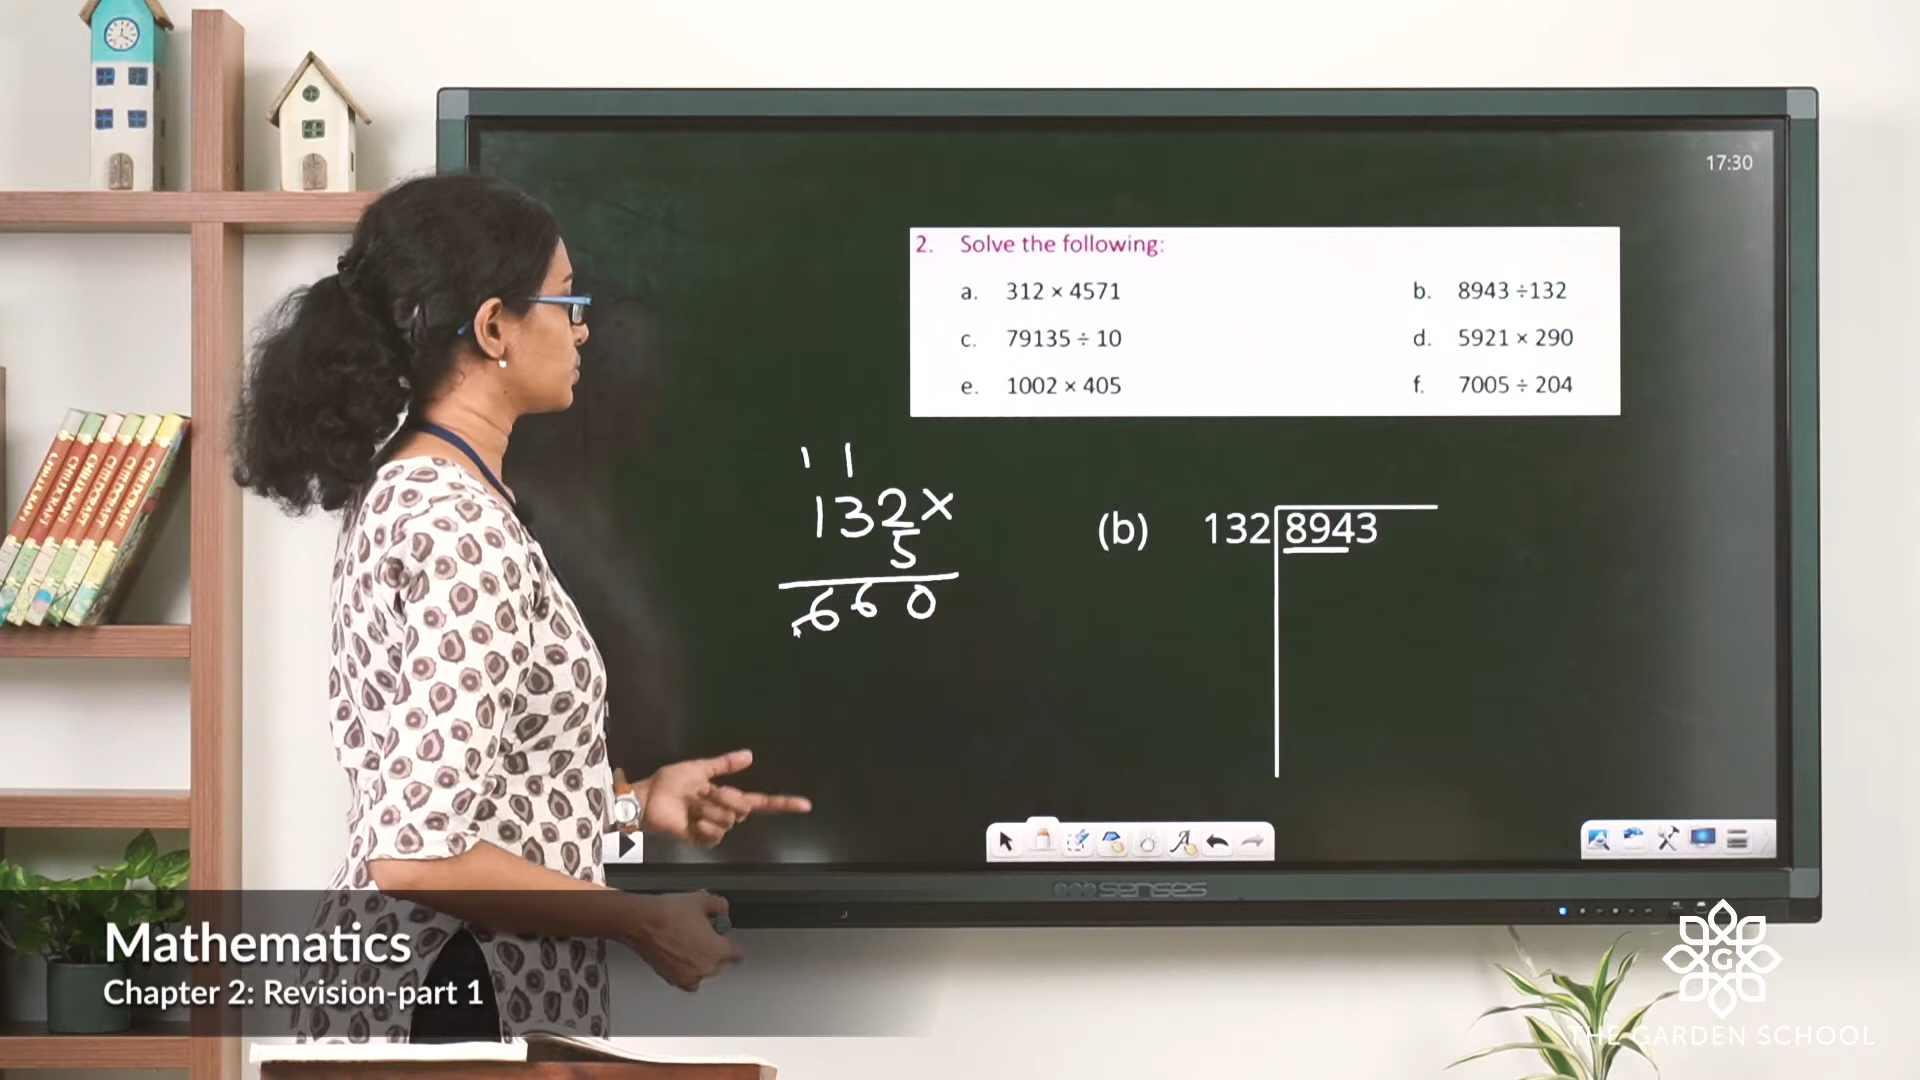 17:30
2. Solve the following:
a. 312 × 4571 b. 8943 ÷132
c. 79135 ÷ 10 d. 5921 × 290
e. 1002 × 405 f. 7005 ÷ 204
1 1
132 ×
5
660
(b) 132 8943
senses
Mathematics
Chapter 2: Revision-part 1
G
THE GARDEN SCHOOL